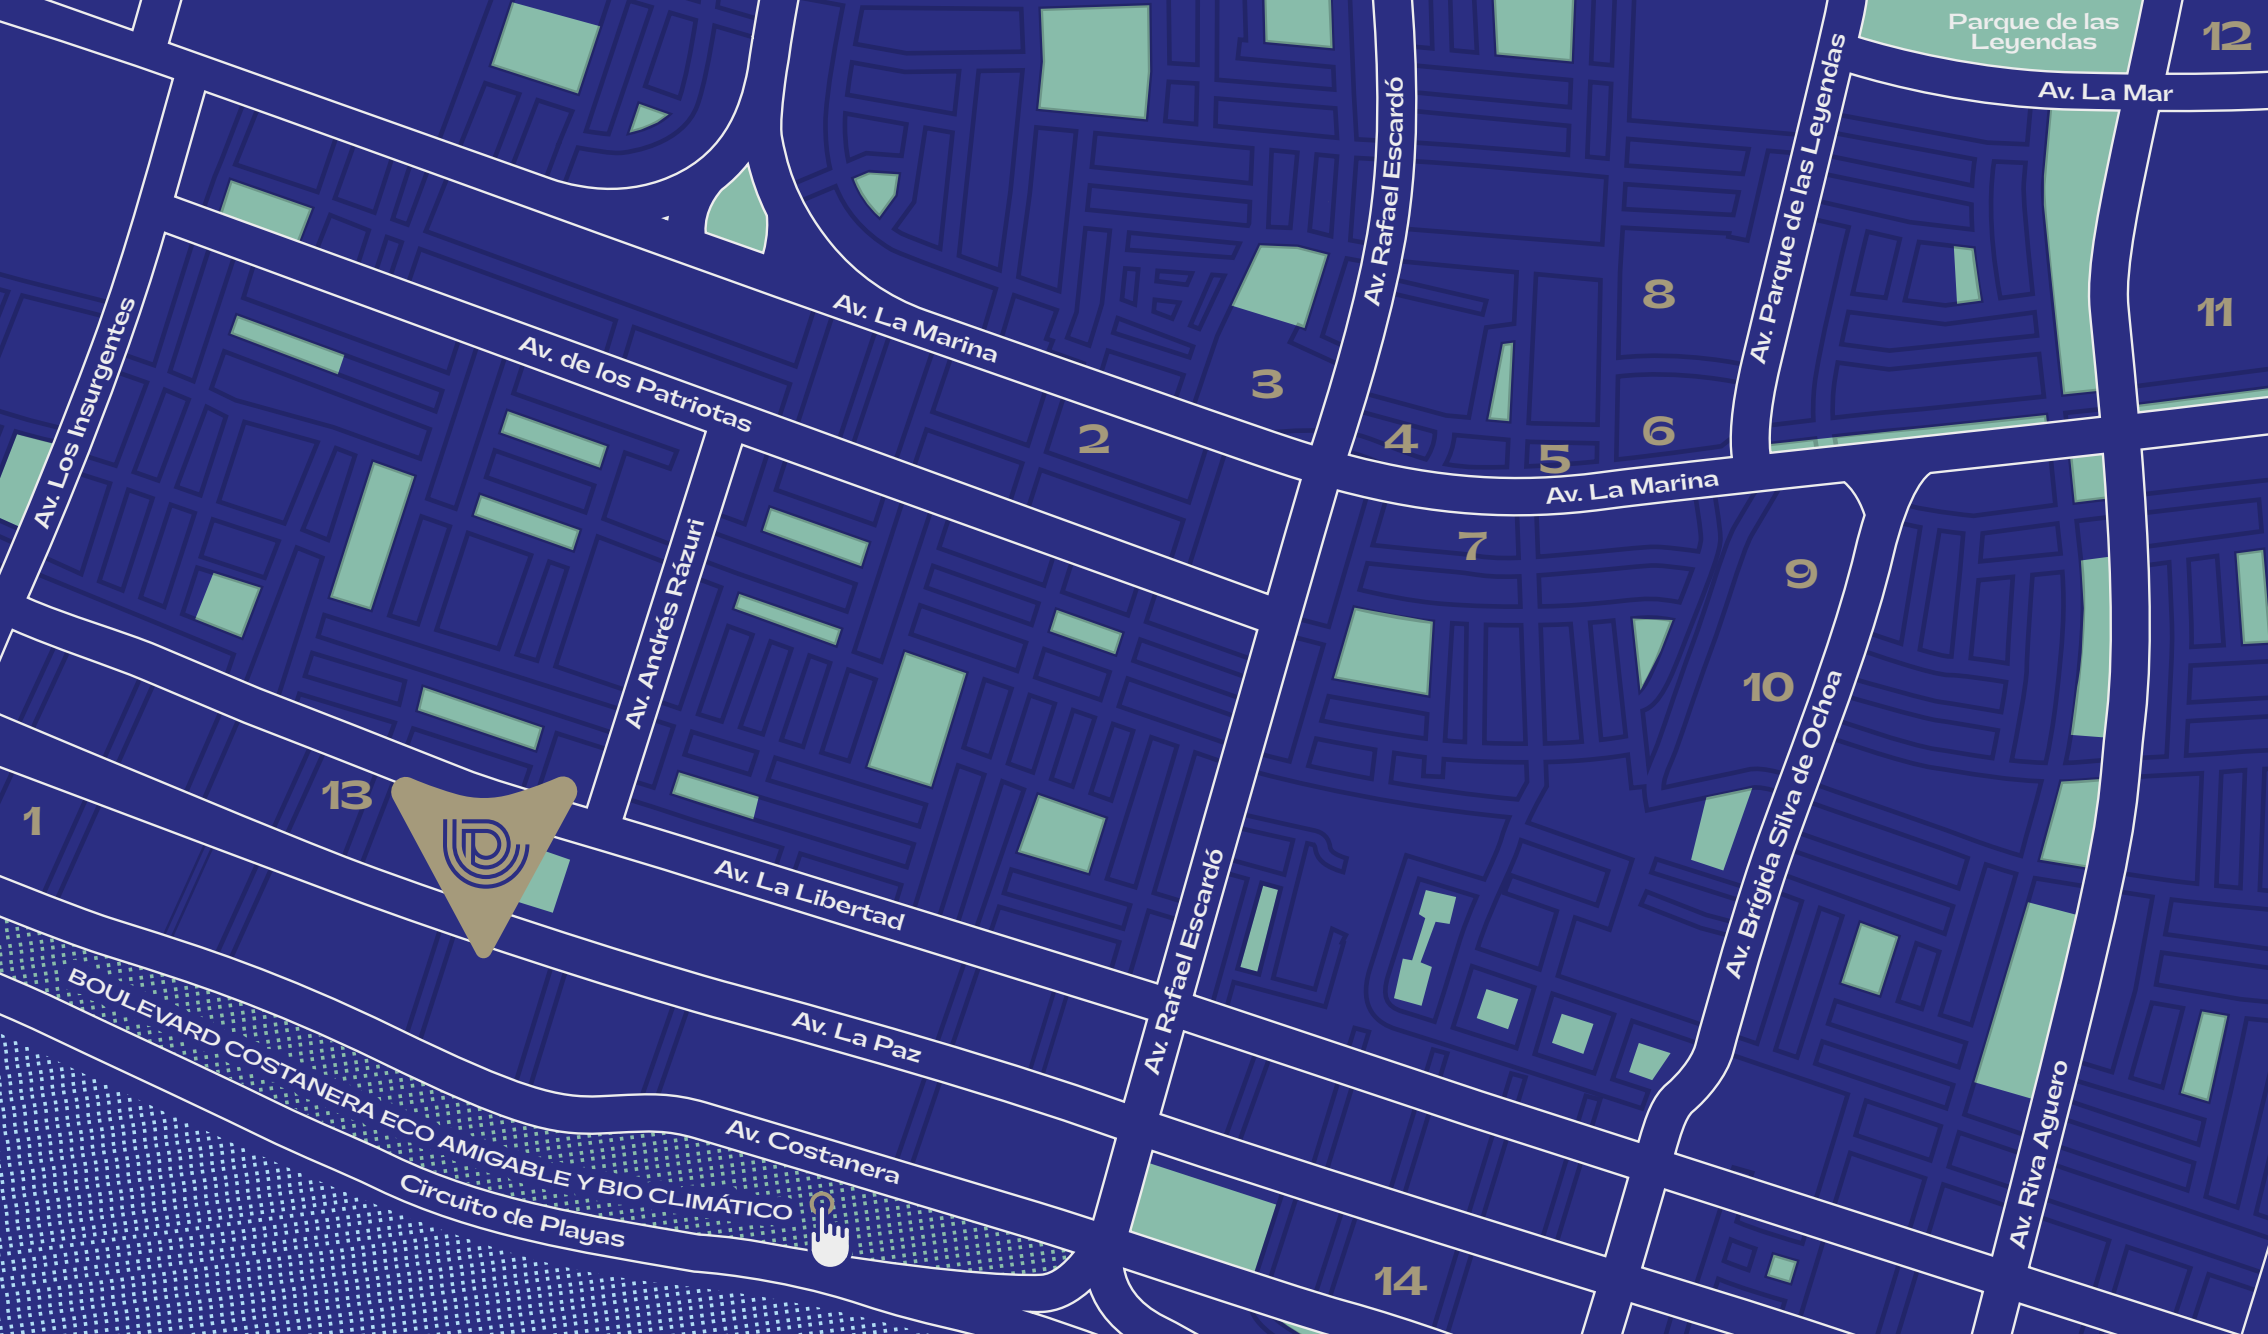 Parque de las
Leyendas
12
Av. La Mar
Av. Rafael Escardó
Av. Parque de las Leyendas
8
11
Av. Los Insurgentes
Av. La Marina
Av. de los Patriotas
3
2
4
5
6
Av. La Marina
7
9
Av. Andrés Rázuri
10
13
1
Av. La Libertad
Av. Rafael Escardó
Av. Brígida Silva de Ochoa
BOULEVARD COSTANERA ECO AMIGABLE Y BIO CLIMÁTICO
Av. La Paz
Av. Costanera
Circuito de Playas
Av. Riva Aguero
14